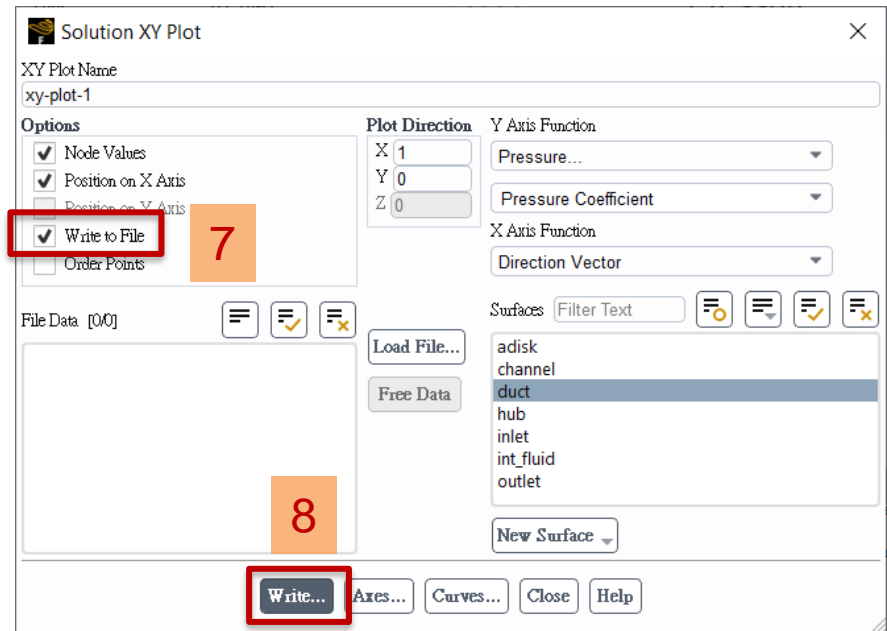 Solution XY Plot
XY Plot Name
xy-plot-1
Options
Node Values
Position on X Axis
Position on Y Axis
Write to File
Order Points
7
Plot Direction
X 1
Y 0
Z 0
Y Axis Function
Pressure...
Pressure Coefficient
X Axis Function
Direction Vector
File Data [0/0]
Load File...
Free Data
Surfaces Filter Text
adisk
channel
duct
hub
inlet
int_fluid
outlet
New Surface
8
Write... Axes... Curves... Close Help